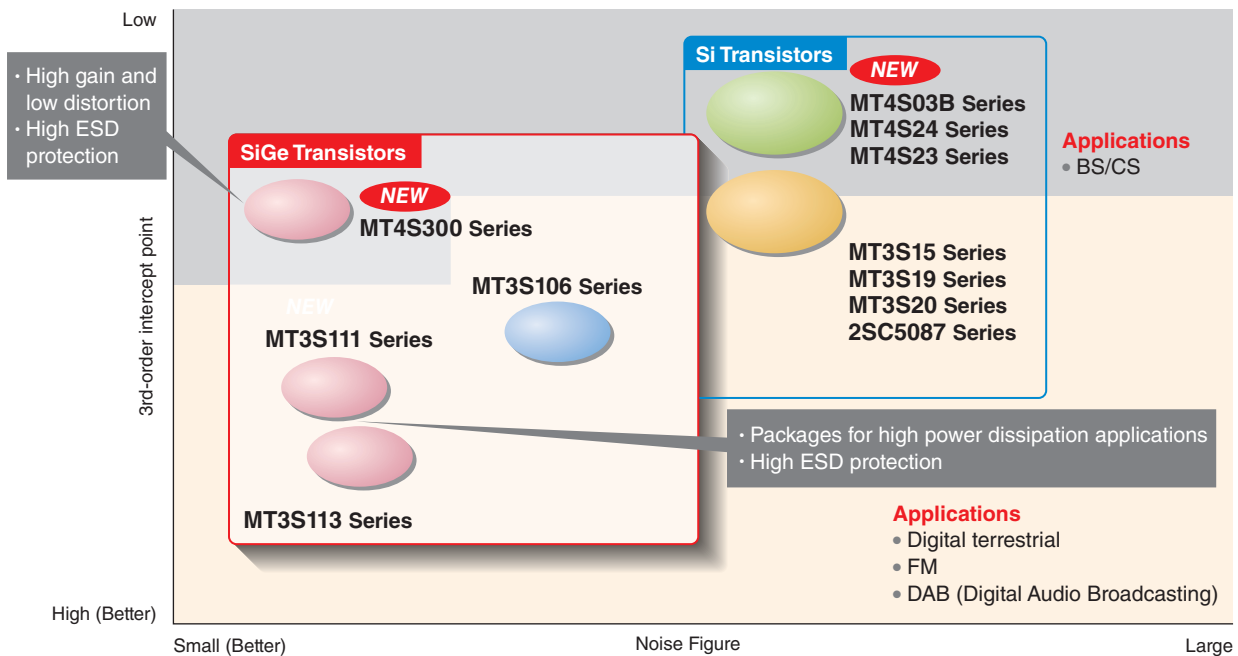 Low
· High gain and
low distortion
· High ESD
protection
SiGe Transistors
NEW
MT4S300 Series
NEW
MT3S111 Series
MT3S106 Series
MT3S113 Series
Si Transistors
NEW
MT4S03B Series
MT4S24 Series
MT4S23 Series
MT3S15 Series
MT3S19 Series
MT3S20 Series
2SC5087 Series
Applications
• BS/CS
· Packages for high power dissipation applications
· High ESD protection
Applications
• Digital terrestrial
• FM
• DAB (Digital Audio Broadcasting)
3rd-order intercept point
High (Better)
Small (Better)
Noise Figure
Large